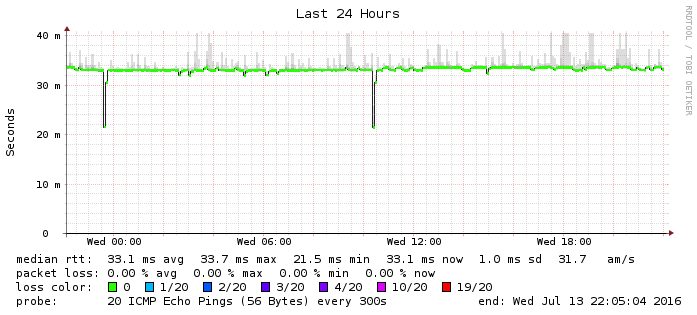 Last 24 Hours
RRDTOOL / TOBI OETIKER
Seconds
40 m
30 m
20 m
10 m
0
Wed 00:00 Wed 06:00 Wed 12:00 Wed 18:00
median rtt: 33.1 ms avg 33.7 ms max 21.5 ms min 33.1 ms now 1.0 ms sd 31.7 am/s
packet loss: 0.00 % avg 0.00 % max 0.00 % min 0.00 % now
loss color: 0 1/20 2/20 3/20 4/20 10/20 19/20
probe: 20 ICMP Echo Pings (56 Bytes) every 300s end: Wed Jul 13 22:05:04 2016